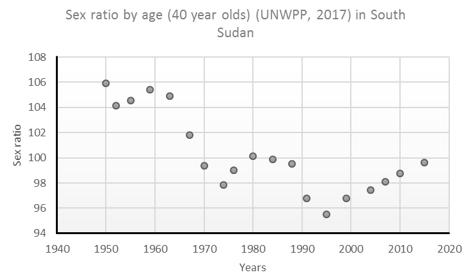 Sex ratio by age (40 year olds) (UNWPP, 2017) in South
Sudan
108
106
104
102
100
98
96
94
Sex ratio
1940 1950 1960 1970 1980 1990 2000 2010 2020
Years